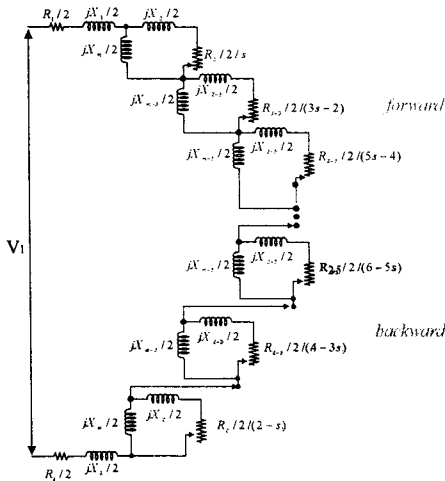 R₁/2 jX₁/2 jX₂/2
jXₘ/2 R₂/2/s
jXₘ₋₃/2 jX₂₋₃/2 R₂₋₃/2/(3s−2) forward
jX₂₋₅/2
jXₘ₋₅/2 R₂₋₅/2/(5s−4)
V₁
jXₘ₋₅/2 jX₂₋₅/2 R₂₋₅/2/(6−5s)
backward
jXₘ₋₃/2 jX₂₋₃/2 R₂₋₃/2/(4−3s)
jXₘ/2 jX₂/2 R₂/2/(2−s)
R₁/2 jX₁/2